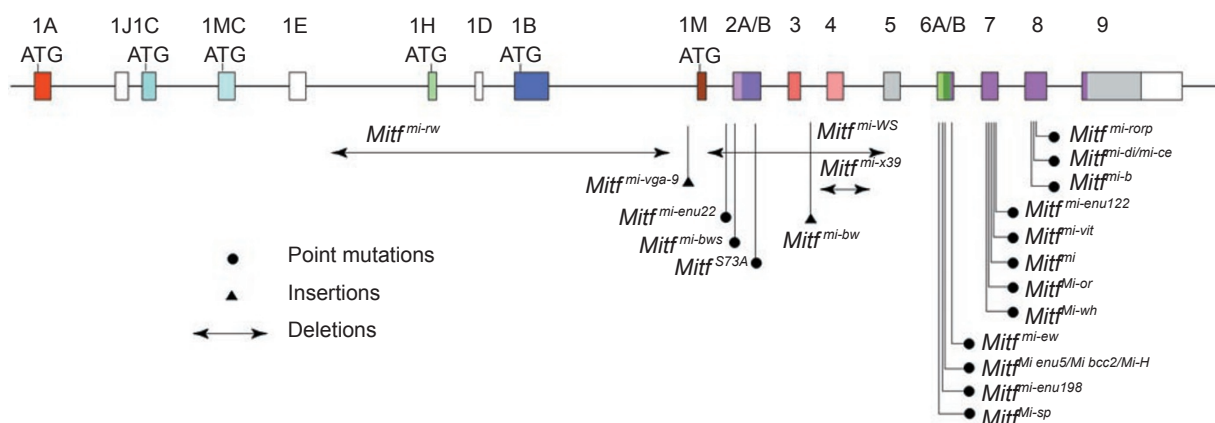 1A 1J1C 1MC 1E 1H 1D 1B 1M 2A/B 3 4 5 6A/B 7 8 9
ATG ATG ATG ATG ATG ATG
Mitf mi-rw
Mitf mi-WS
Mitf mi-x39
Mitf mi-vga-9
Mitf mi-enu22
Mitf mi-bws
Mitf S73A
Mitf mi-bw
Mitf mi-rorp
Mitf mi-di/mi-ce
Mitf mi-b
Mitf mi-enu122
Mitf mi-vit
Mitf mi
Mitf Mi-or
Mitf Mi-wh
Mitf mi-ew
Mitf Mi enu5/Mi bcc2/Mi-H
Mitf mi-enu198
Mitf Mi-sp
Point mutations
Insertions
Deletions